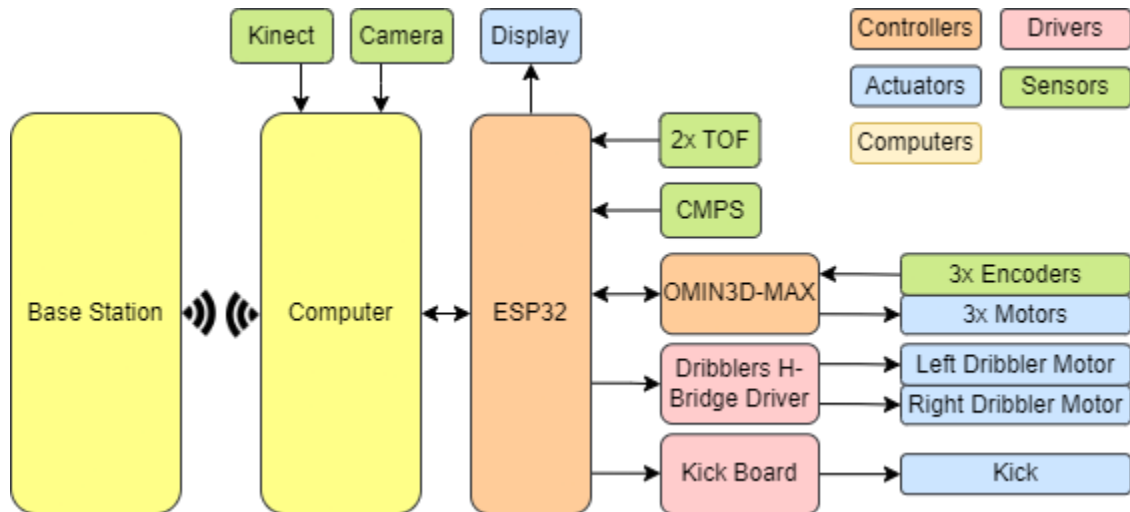 Kinect
Camera
Display
Controllers
Drivers
Actuators
Sensors
Computers
2x TOF
CMPS
Base Station
Computer
ESP32
OMIN3D-MAX
3x Encoders
3x Motors
Dribblers H-
Bridge Driver
Left Dribbler Motor
Right Dribbler Motor
Kick Board
Kick